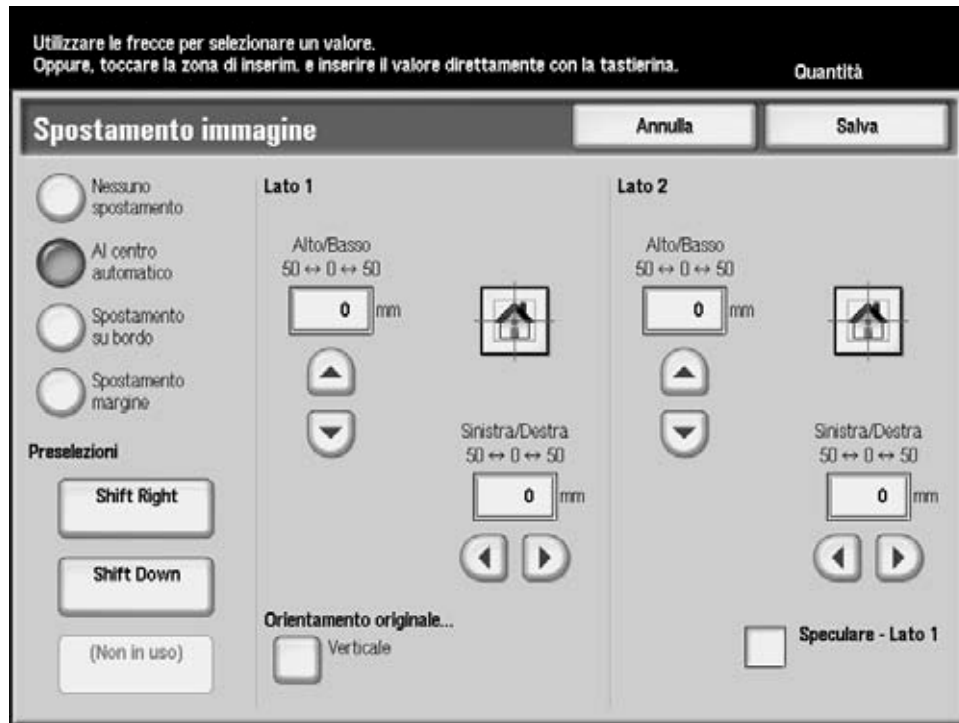 Utilizzare le frecce per selezionare un valore.
Oppure, toccare la zona di inserim. e inserire il valore direttamente con la tastierina.
Quantità
Spostamento immagine
Annulla
Salva
Nessuno
spostamento
Al centro
automatico
Spostamento
su bordo
Spostamento
margine
Preselezioni
Shift Right
Shift Down
(Non in uso)
Lato 1
Alto/Basso
50 ↔ 0 ↔ 50
0 mm
Sinistra/Destra
50 ↔ 0 ↔ 50
0 mm
Orientamento originale...
Verticale
Lato 2
Alto/Basso
50 ↔ 0 ↔ 50
0 mm
Sinistra/Destra
50 ↔ 0 ↔ 50
0 mm
Speculare - Lato 1